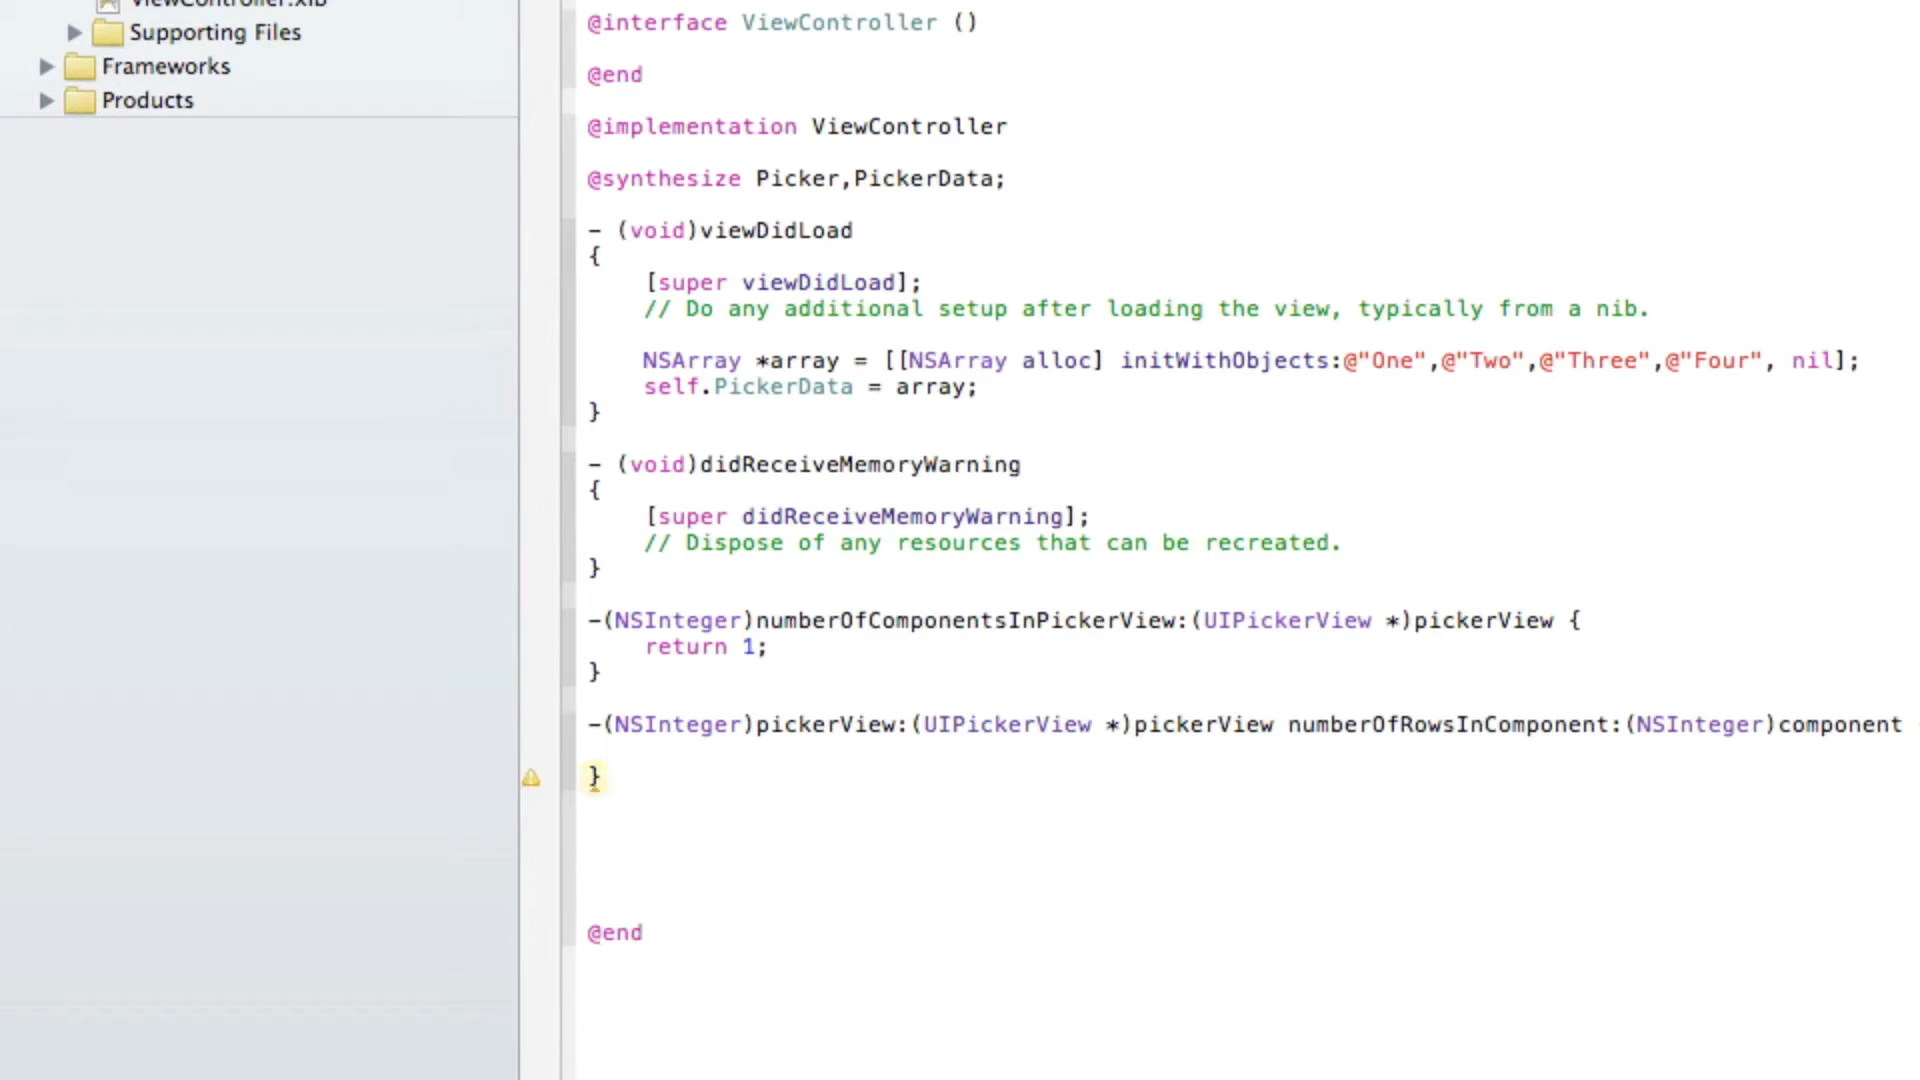 ViewController.xib
Supporting Files
Frameworks
Products
@interface ViewController ()
@end
@implementation ViewController
@synthesize Picker,PickerData;
- (void)viewDidLoad
{
[super viewDidLoad];
// Do any additional setup after loading the view, typically from a nib.
NSArray *array = [[NSArray alloc] initWithObjects:@"One",@"Two",@"Three",@"Four", nil];
self.PickerData = array;
}
- (void)didReceiveMemoryWarning
{
[super didReceiveMemoryWarning];
// Dispose of any resources that can be recreated.
}
-(NSInteger)numberOfComponentsInPickerView:(UIPickerView *)pickerView {
return 1;
}
-(NSInteger)pickerView:(UIPickerView *)pickerView numberOfRowsInComponent:(NSInteger)component
}
@end